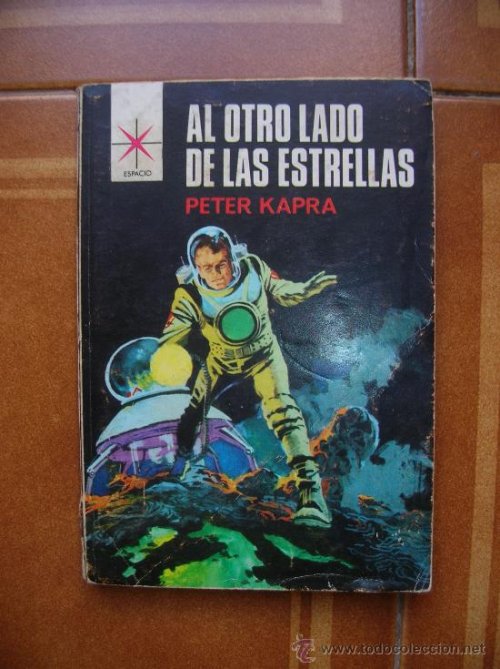 AL OTRO LADO
DE LAS ESTRELLAS
PETER KAPRA
ESPACIO
www.todocoleccion.net